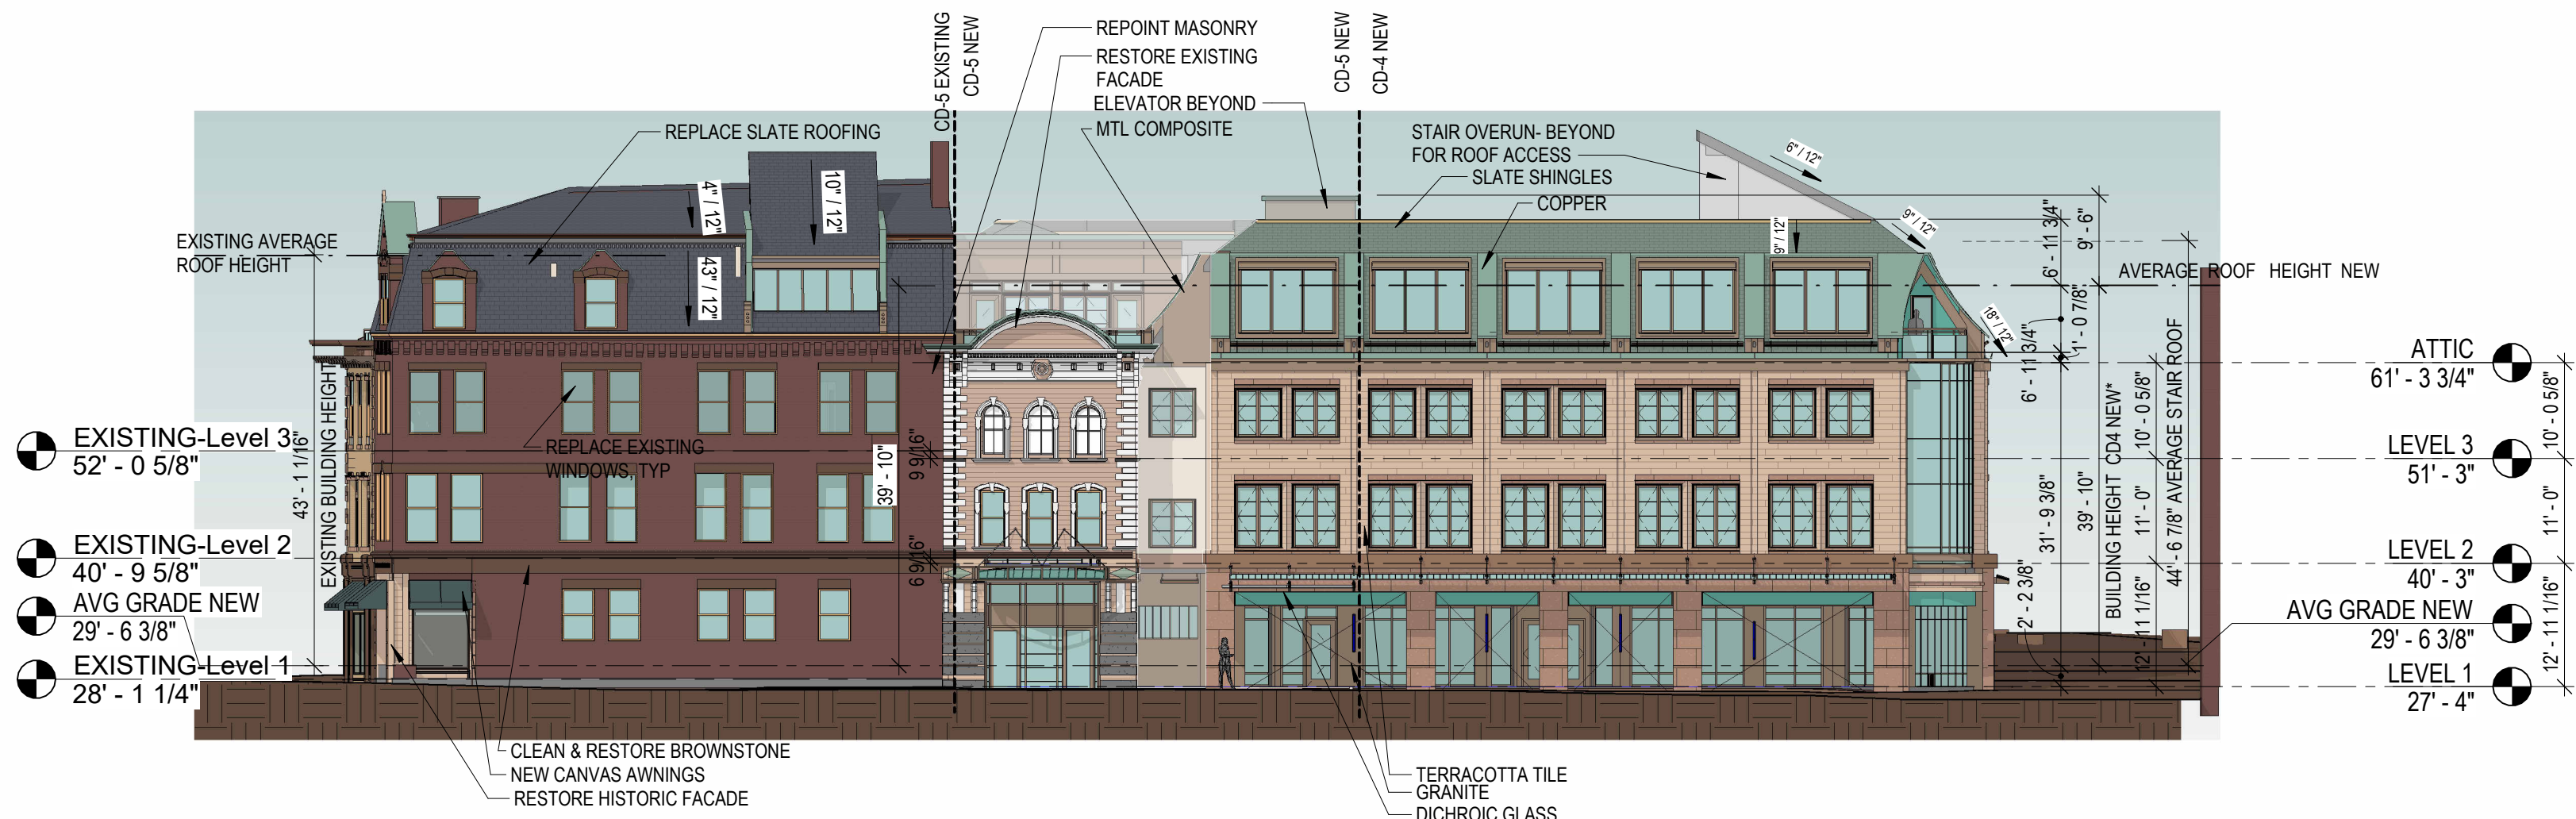 CD-5 EXISTING
CD-5 NEW
REPOINT MASONRY
RESTORE EXISTING
FACADE
ELEVATOR BEYOND
MTL COMPOSITE
CD-5 NEW
CD-4 NEW
REPLACE SLATE ROOFING
STAIR OVERUN- BEYOND
FOR ROOF ACCESS
SLATE SHINGLES
COPPER
6" / 12"
4" / 12"
10" / 12"
43" / 12"
9" / 12"
9" / 12"
18" / 12"
EXISTING AVERAGE
ROOF HEIGHT
6' - 11 3/4"
9' - 6"
AVERAGE ROOF HEIGHT NEW
1' - 0 7/8"
6' - 11 3/4"
ATTIC
61' - 3 3/4"
EXISTING-Level 3
52' - 0 5/8"
43' - 1 1/16"
EXISTING BUILDING HEIGHT
REPLACE EXISTING
WINDOWS, TYP
39' - 10"
9 9/16"
6 9/16"
LEVEL 3
51' - 3"
10' - 0 5/8"
10' - 0 5/8"
31' - 9 3/8"
39' - 10"
BUILDING HEIGHT CD4 NEW*
11' - 0"
44' - 6 7/8" AVERAGE STAIR ROOF
11' - 0"
EXISTING-Level 2
40' - 9 5/8"
LEVEL 2
40' - 3"
AVG GRADE NEW
29' - 6 3/8"
AVG GRADE NEW
29' - 6 3/8"
2' - 2 3/8"
12' - 11 1/16"
12' - 11 1/16"
EXISTING-Level 1
28' - 1 1/4"
LEVEL 1
27' - 4"
CLEAN & RESTORE BROWNSTONE
NEW CANVAS AWNINGS
RESTORE HISTORIC FACADE
TERRACOTTA TILE
GRANITE
DICHROIC GLASS